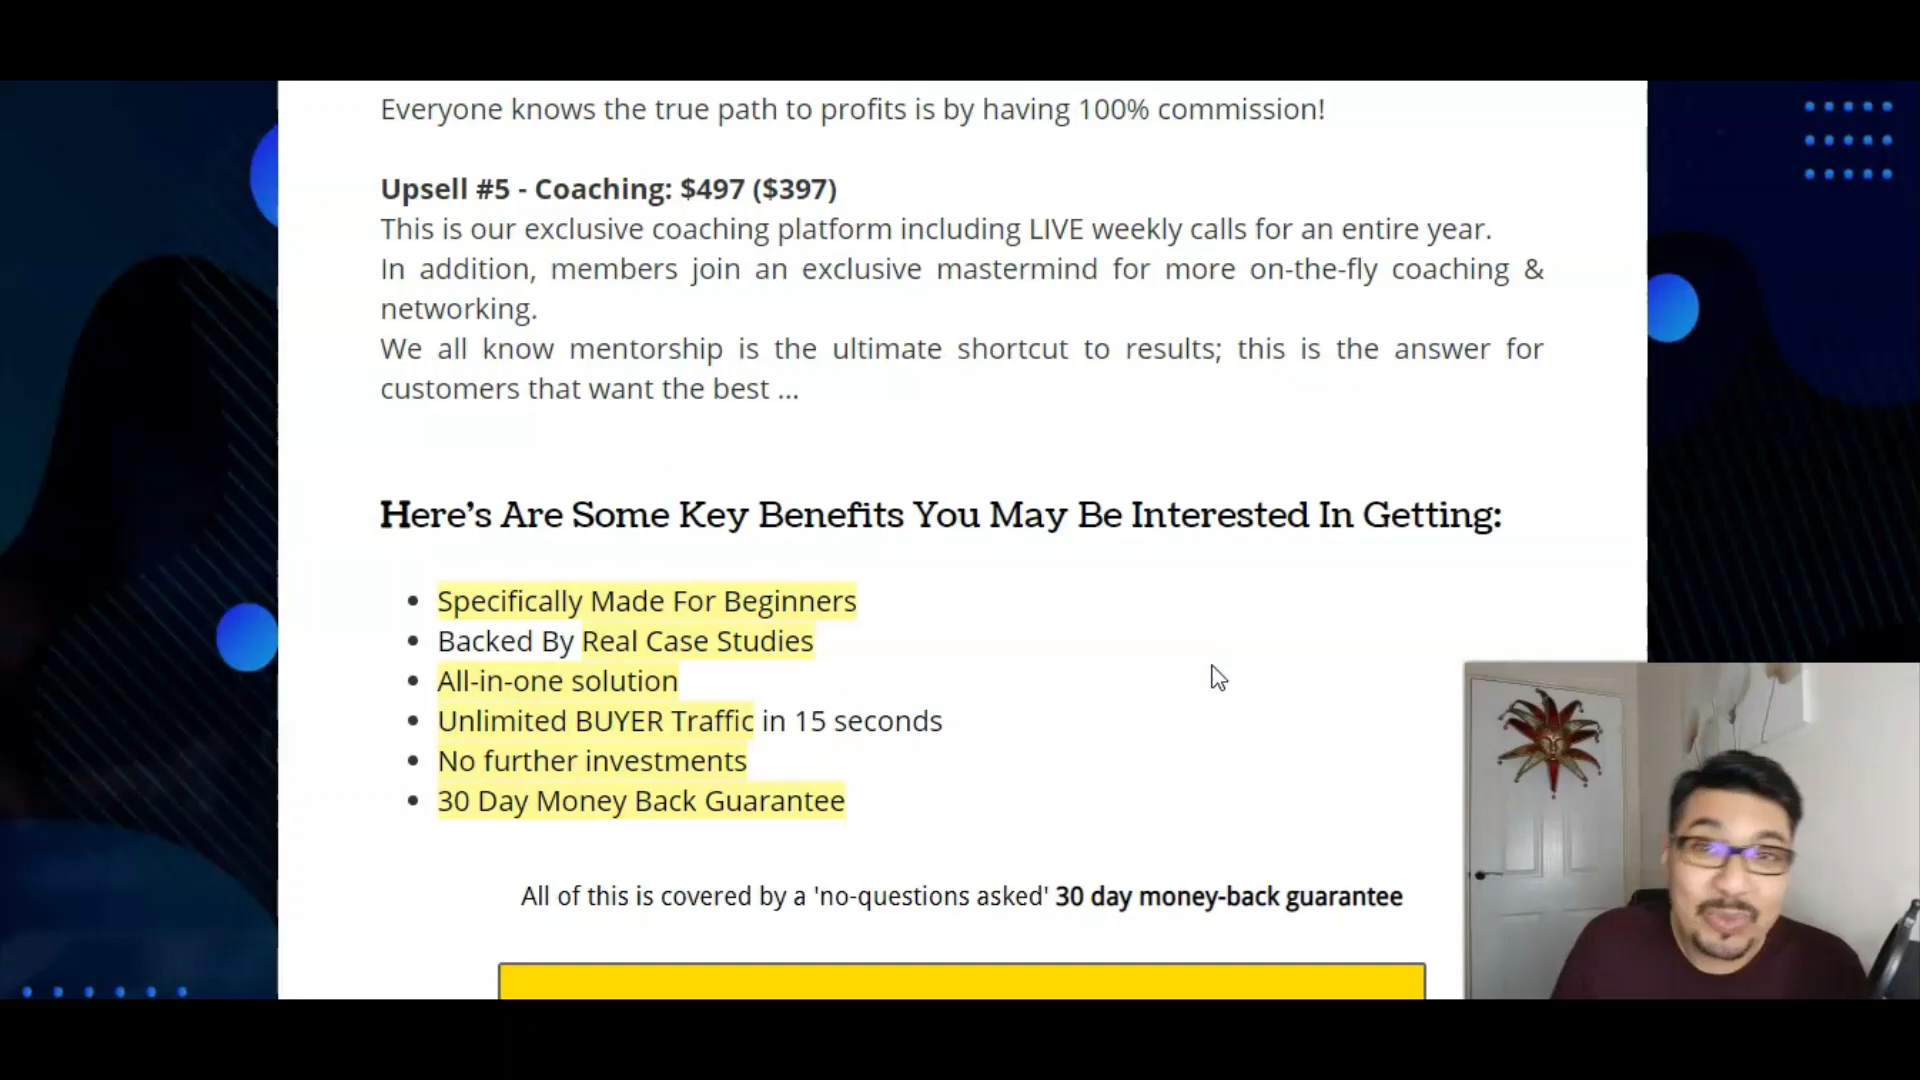 Everyone knows the true path to profits is by having 100% commission!
Upsell #5 - Coaching: $497 ($397)
This is our exclusive coaching platform including LIVE weekly calls for an entire year.
In addition, members join an exclusive mastermind for more on-the-fly coaching &
networking.
We all know mentorship is the ultimate shortcut to results; this is the answer for
customers that want the best ...
Here's Are Some Key Benefits You May Be Interested In Getting:
• Specifically Made For Beginners
• Backed By Real Case Studies
• All-in-one solution
• Unlimited BUYER Traffic in 15 seconds
• No further investments
• 30 Day Money Back Guarantee
All of this is covered by a 'no-questions asked' 30 day money-back guarantee